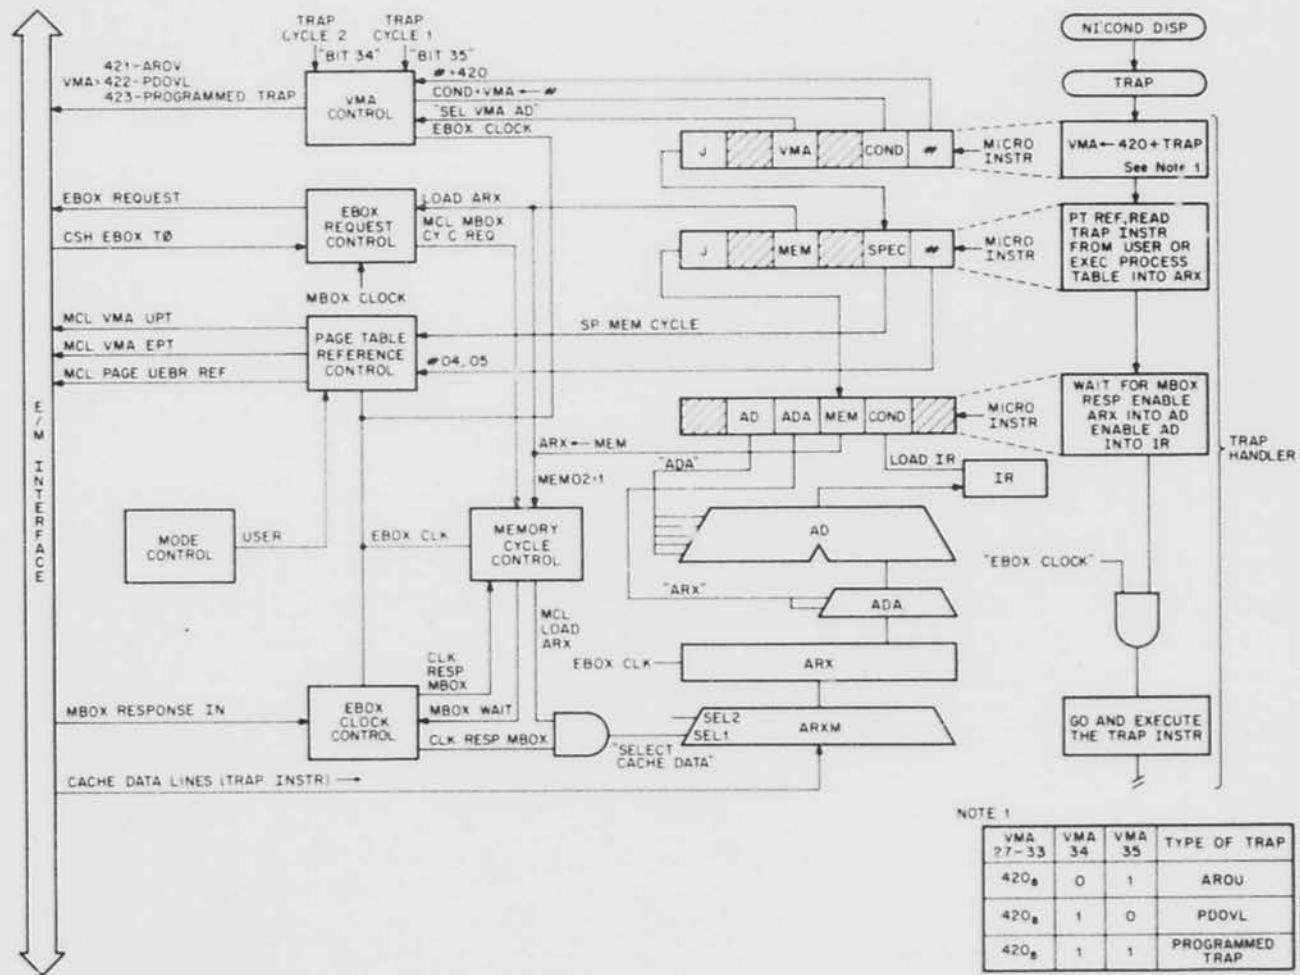 TRAP
CYCLE 2
TRAP
CYCLE 1
"BIT 34"
"BIT 35"
421-AROV
VMA=422-PDOVL
423-PROGRAMMED TRAP
VMA
CONTROL
#=420
COND=VMA←#
"SEL VMA AD"
EBOX CLOCK
NI COND DISP
TRAP
J
VMA
COND
#
MICRO
INSTR
VMA←420+TRAP
See Note 1
EBOX REQUEST
CSH EBOX TØ
EBOX
REQUEST
CONTROL
LOAD ARX
MCL MBOX
CYC REQ
MBOX CLOCK
J
MEM
SPEC
#
MICRO
INSTR
PT REF, READ
TRAP INSTR
FROM USER OR
EXEC PROCESS
TABLE INTO ARX
MCL VMA UPT
MCL VMA EPT
MCL PAGE UEBR REF
PAGE TABLE
REFERENCE
CONTROL
SP MEM CYCLE
#04,05
AD
ADA
MEM
COND
MICRO
INSTR
WAIT FOR MBOX
RESP ENABLE
ARX INTO AD
ENABLE AD
INTO IR
TRAP
HANDLER
E/M INTERFACE
ARX←MEM
"ADA"
LOAD IR
IR
MEM02=1
MODE
CONTROL
USER
EBOX CLK
MEMORY
CYCLE
CONTROL
AD
"EBOX CLOCK"
"ARX"
ADA
MCL
LOAD
ARX
EBOX CLK
ARX
CLK
RESP
MBOX
MBOX RESPONSE IN
EBOX
CLOCK
CONTROL
MBOX WAIT
CLK RESP MBOX
"SELECT
CACHE DATA"
SEL2
SEL1
ARXM
GO AND EXECUTE
THE TRAP INSTR
CACHE DATA LINES (TRAP INSTR)→
NOTE 1
VMA
27-33
VMA
34
VMA
35
TYPE OF TRAP
420₈ 0 1 AROU
420₈ 1 0 PDOVL
420₈ 1 1 PROGRAMMED
TRAP